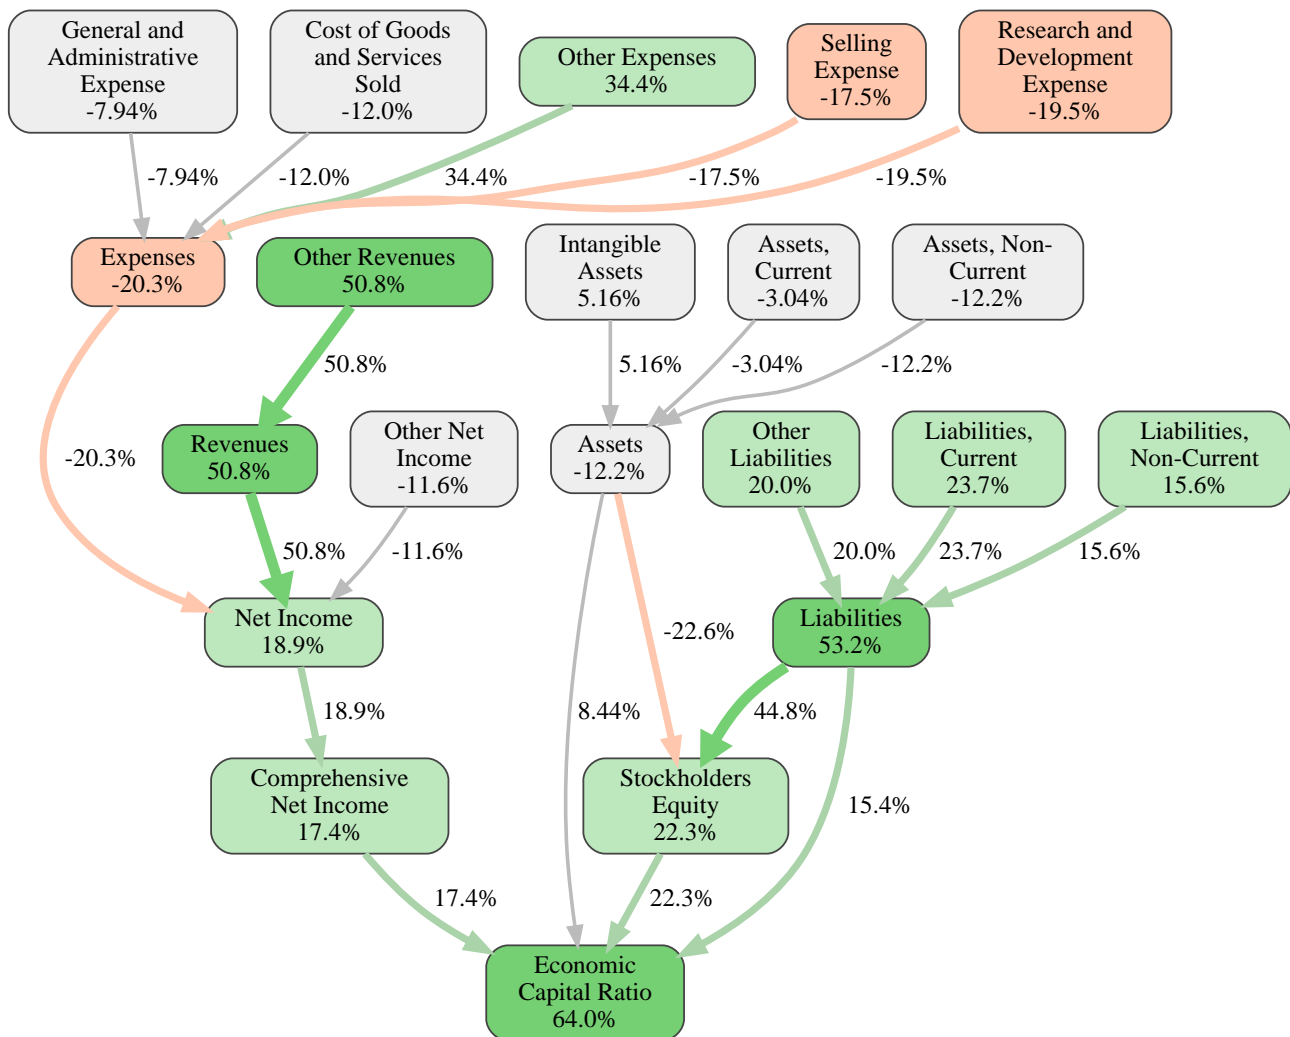 General and
Administrative
Expense
-7.94%
Cost of Goods
and Services
Sold
-12.0%
Other Expenses
34.4%
Selling
Expense
-17.5%
Research and
Development
Expense
-19.5%
-7.94%
-12.0%
34.4%
-17.5%
-19.5%
Expenses
-20.3%
Other Revenues
50.8%
Intangible
Assets
5.16%
Assets,
Current
-3.04%
Assets, Non-
Current
-12.2%
50.8%
5.16%
-3.04%
-12.2%
-20.3%
Revenues
50.8%
Other Net
Income
-11.6%
Assets
-12.2%
Other
Liabilities
20.0%
Liabilities,
Current
23.7%
Liabilities,
Non-Current
15.6%
50.8%
-11.6%
20.0%
23.7%
15.6%
Net Income
18.9%
-22.6%
Liabilities
53.2%
18.9%
8.44%
44.8%
Comprehensive
Net Income
17.4%
Stockholders
Equity
22.3%
15.4%
17.4%
22.3%
Economic
Capital Ratio
64.0%